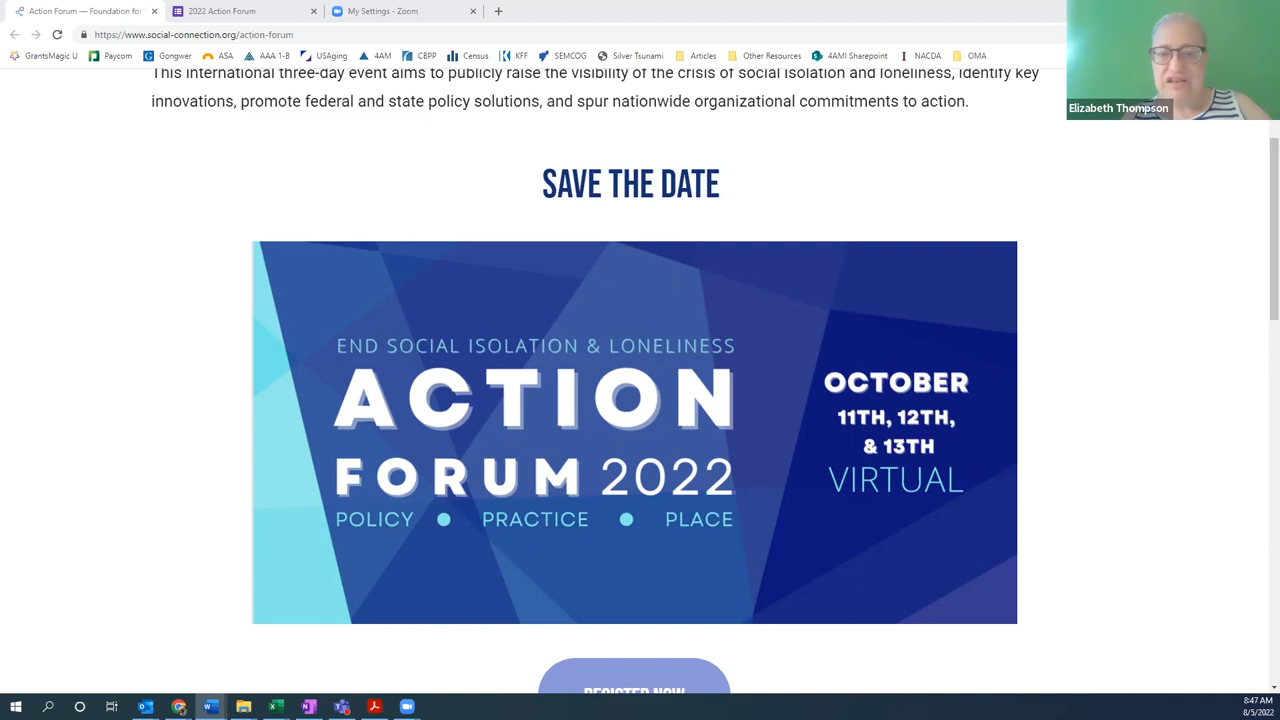 Action Forum — Foundation for
2022 Action Forum
My Settings - Zoom
https://www.social-connection.org/action-forum
GrantsMagic U
Paycom
Gongwer
ASA
AAA 1-B
USAging
4AM
CBPP
Census
KFF
SEMCOG
Silver Tsunami
Articles
Other Resources
4AMI Sharepoint
NACDA
OMA
This international three-day event aims to publicly raise the visibility of the crisis of social isolation and loneliness, identify key
innovations, promote federal and state policy solutions, and spur nationwide organizational commitments to action.
Elizabeth Thompson
SAVE THE DATE
END SOCIAL ISOLATION & LONELINESS
ACTION
FORUM 2022
POLICY ● PRACTICE ● PLACE
OCTOBER
11TH, 12TH,
& 13TH
VIRTUAL
REGISTER NOW
8:47 AM
8/5/2022